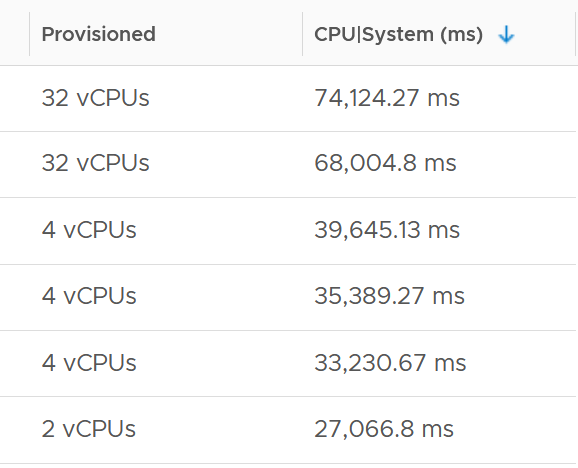 Provisioned CPU|System (ms)
32 vCPUs 74,124.27 ms
32 vCPUs 68,004.8 ms
4 vCPUs 39,645.13 ms
4 vCPUs 35,389.27 ms
4 vCPUs 33,230.67 ms
2 vCPUs 27,066.8 ms